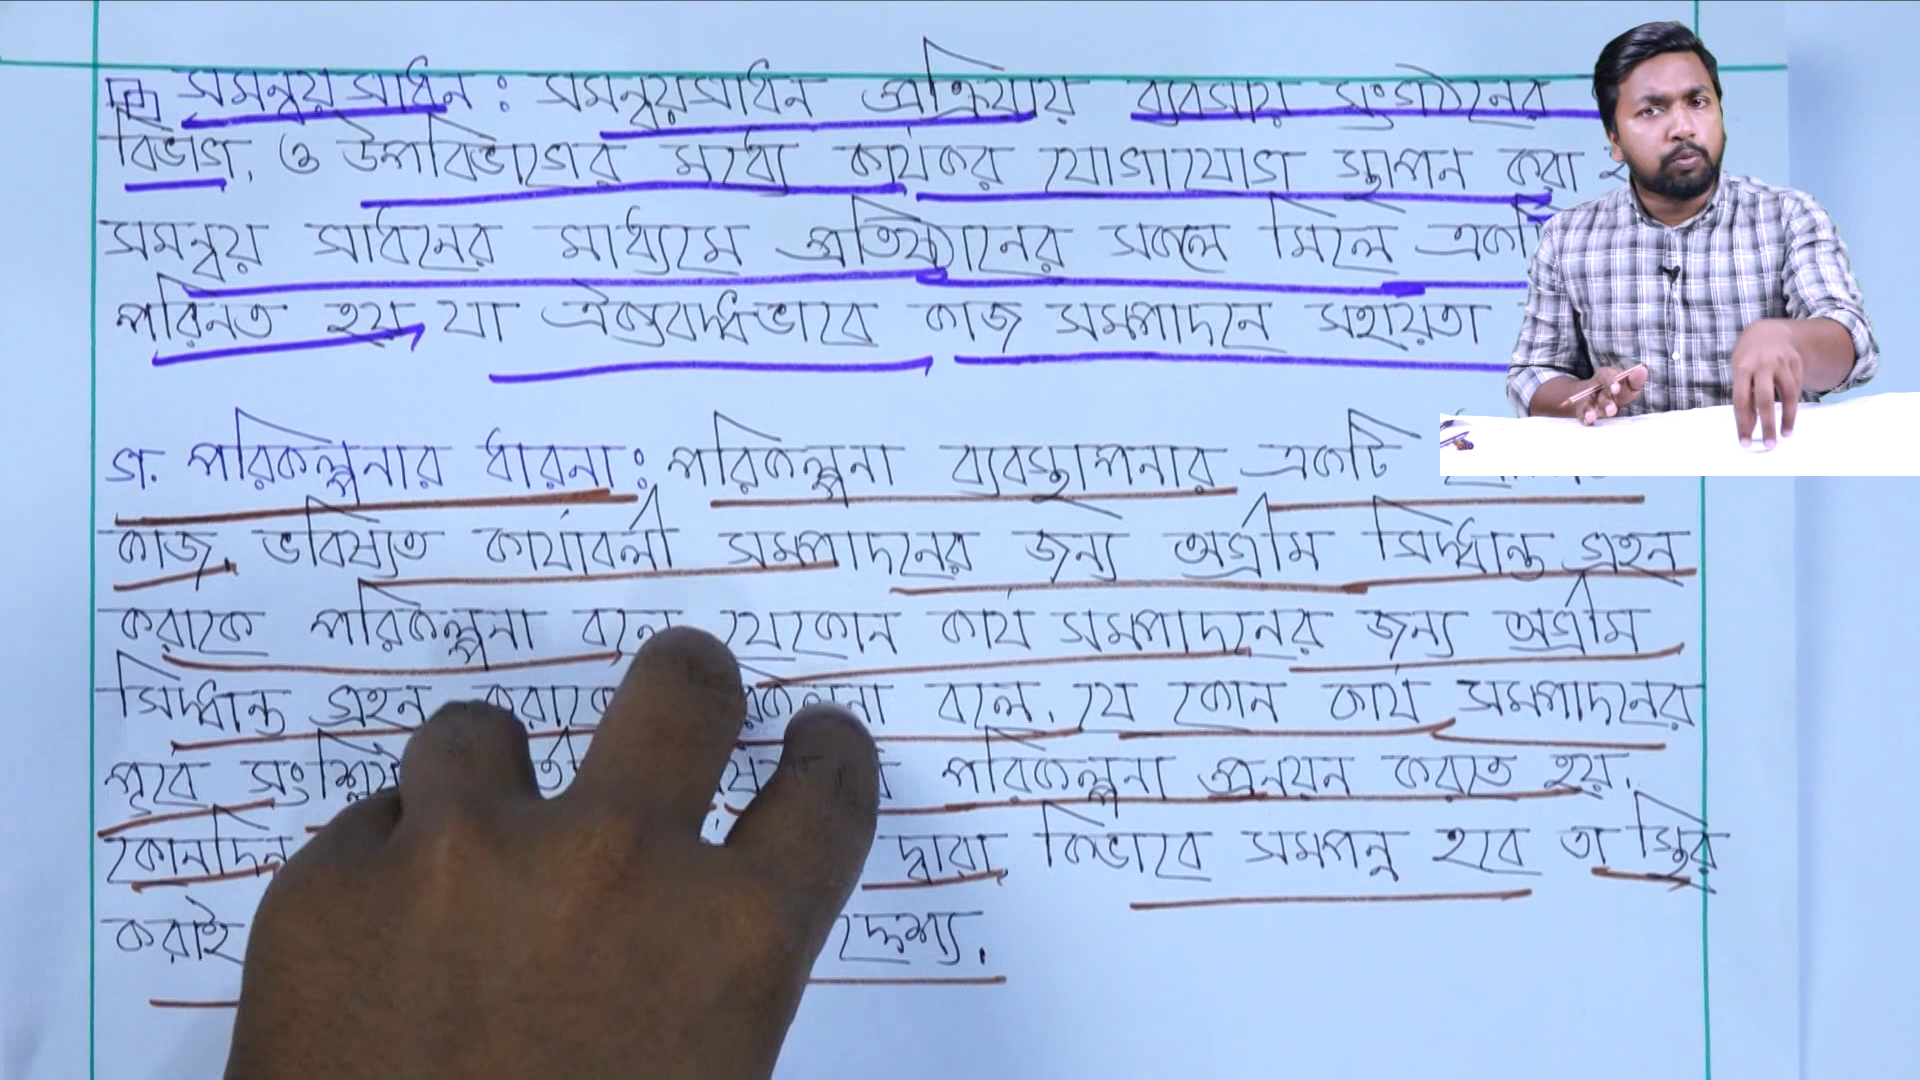 সমন্বয়সাধন : সমন্বয়সাধন প্রক্রিয়ায় ব্যবসায় সংগঠনের
বিভাগ, ও উপবিভাগের মধ্যে কার্যকর যোগাযোগ স্থাপন করা
সমন্বয় সাধনের মাধ্যমে প্রতিষ্ঠানের সকলে মিলে
পরিনত হয় যা ঐক্যবদ্ধভাবে কাজ সম্পাদনে সহায়তা
গ. পরিকল্পনার ধারনা : পরিকল্পনা ব্যবস্থাপনার একটি
কাজ. ভবিষ্যত কার্যাবলী সম্পাদনের জন্য অগ্রীম সিদ্ধান্ত গ্রহন
করাকে পরিকল্পনা বলে যেকোন কার্য সম্পাদনের জন্য অগ্রীম
সিদ্ধান্ত গ্রহন করাকে বলে. যে কোন কার্য সম্পাদনের
পূর্বে পরিকল্পনা প্রনয়ন করতে হয়.
কোনদিন দ্বারা কিভাবে সম্পন্ন হবে তা স্থির
করাই